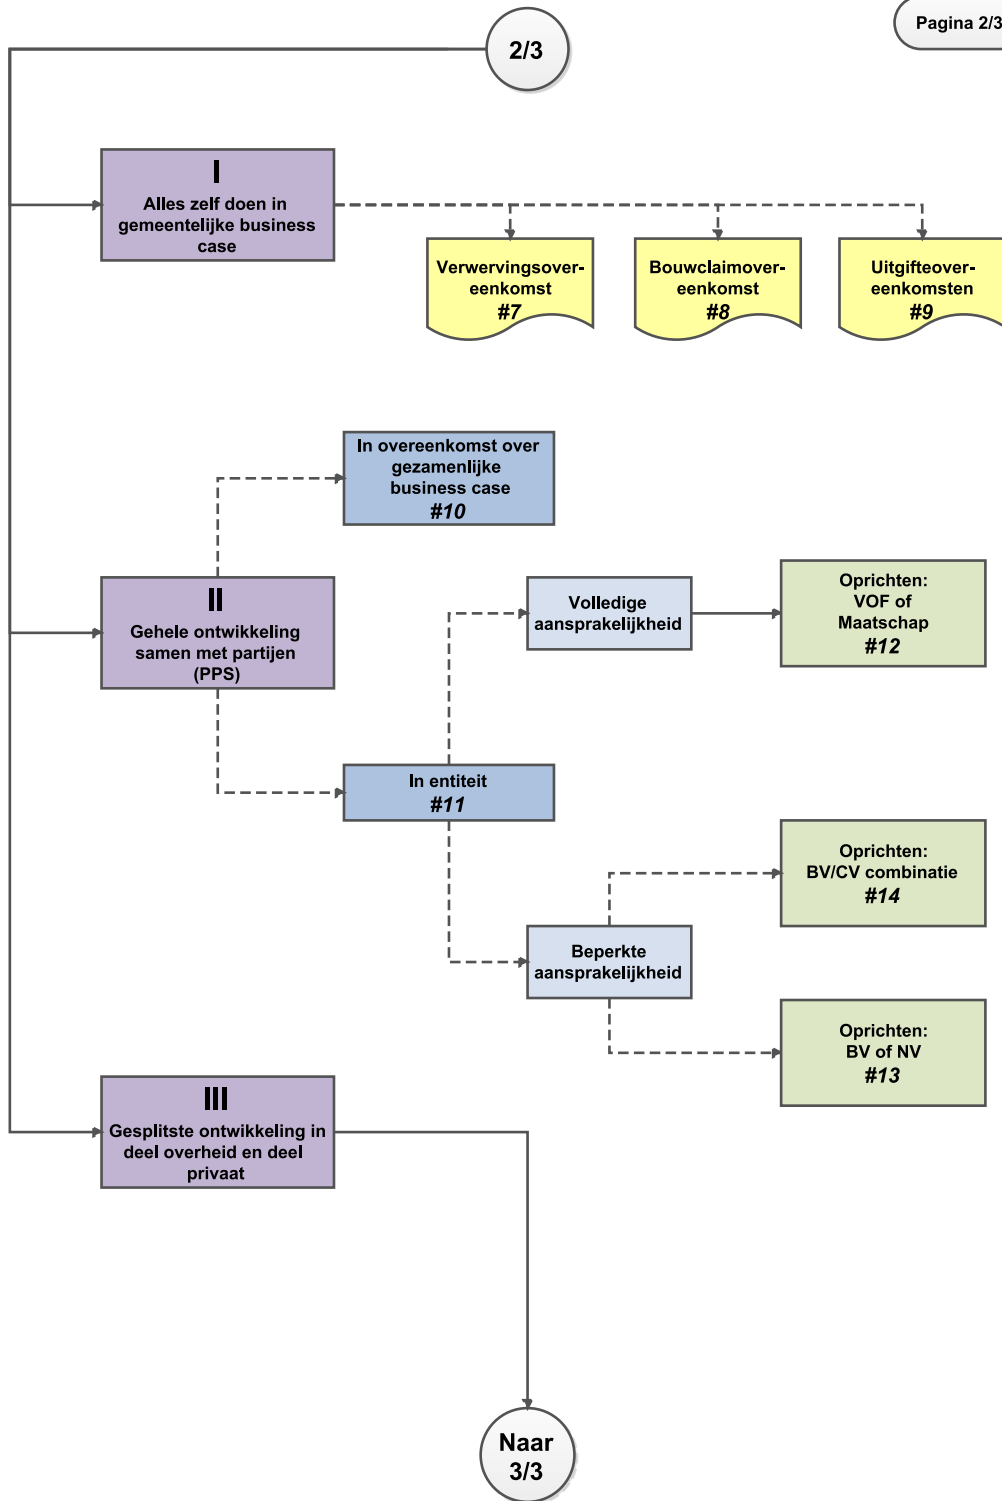 2/3
Pagina 2/3
I
Alles zelf doen in
gemeentelijke business
case
Verwervingsover-
eenkomst
#7
Bouwclaimover-
eenkomst
#8
Uitgifteover-
eenkomsten
#9
In overeenkomst over
gezamenlijke
business case
#10
II
Gehele ontwikkeling
samen met partijen
(PPS)
Volledige
aansprakelijkheid
Oprichten:
VOF of
Maatschap
#12
In entiteit
#11
Oprichten:
BV/CV combinatie
#14
Beperkte
aansprakelijkheid
Oprichten:
BV of NV
#13
III
Gesplitste ontwikkeling in
deel overheid en deel
privaat
Naar
3/3